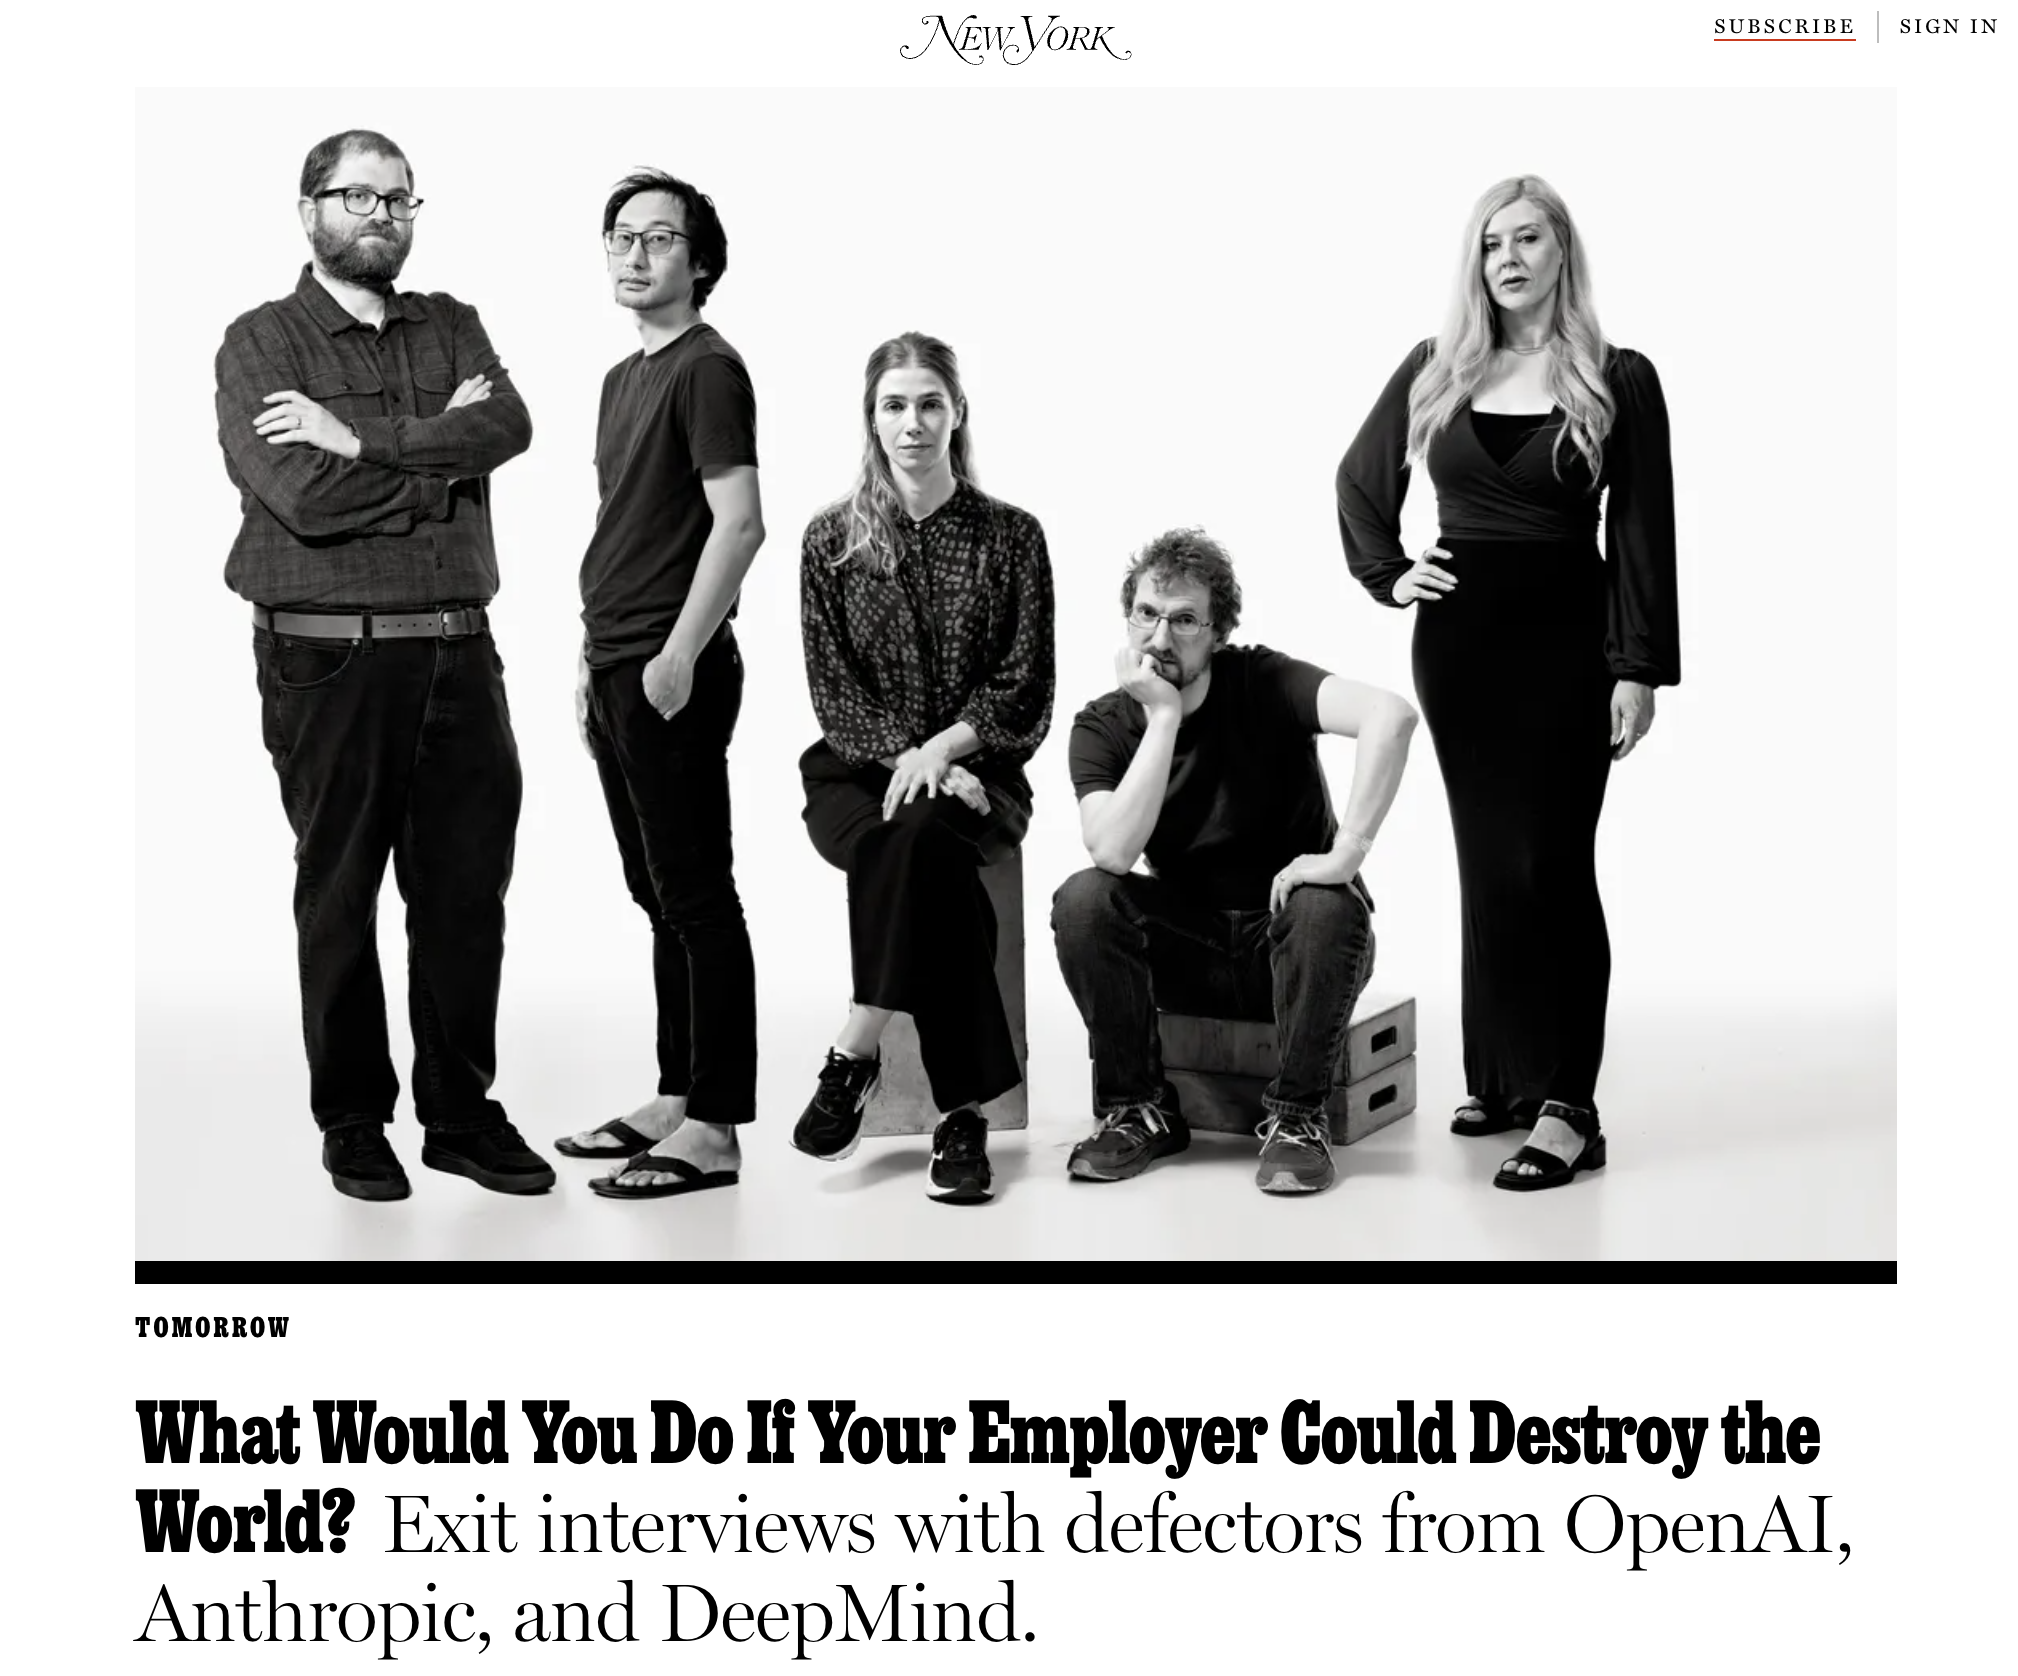 NEW YORK
SUBSCRIBE
SIGN IN
TOMORROW
What Would You Do If Your Employer Could Destroy the
World? Exit interviews with defectors from OpenAI,
Anthropic, and DeepMind.